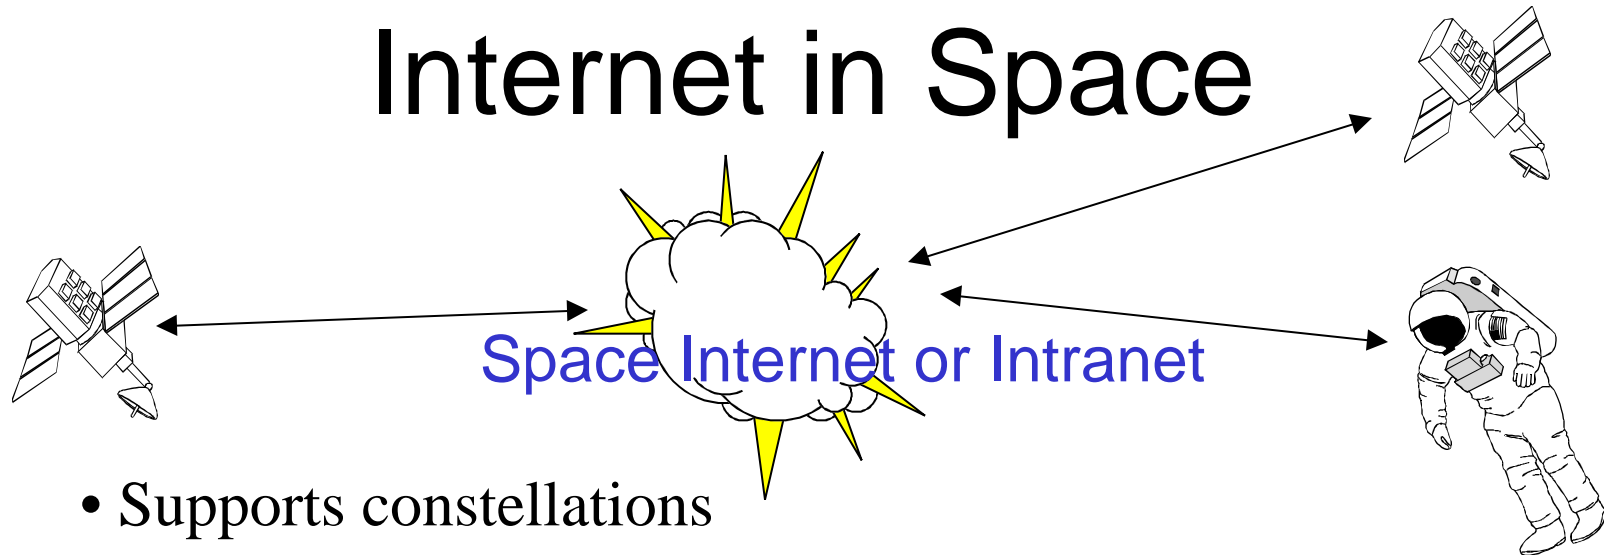 Internet in Space
Space Internet or Intranet
• Supports constellations